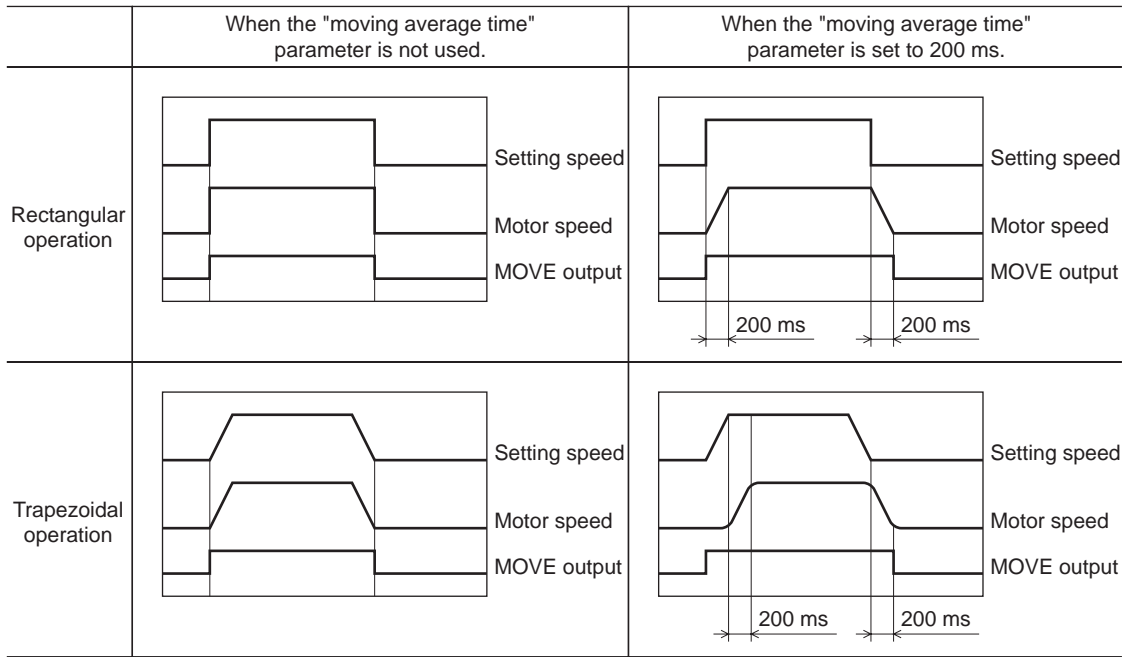 When the "moving average time"
parameter is not used.
When the "moving average time"
parameter is set to 200 ms.
Rectangular
operation
Setting speed
Motor speed
MOVE output
Setting speed
Motor speed
MOVE output
200 ms
200 ms
Trapezoidal
operation
Setting speed
Motor speed
MOVE output
Setting speed
Motor speed
MOVE output
200 ms
200 ms